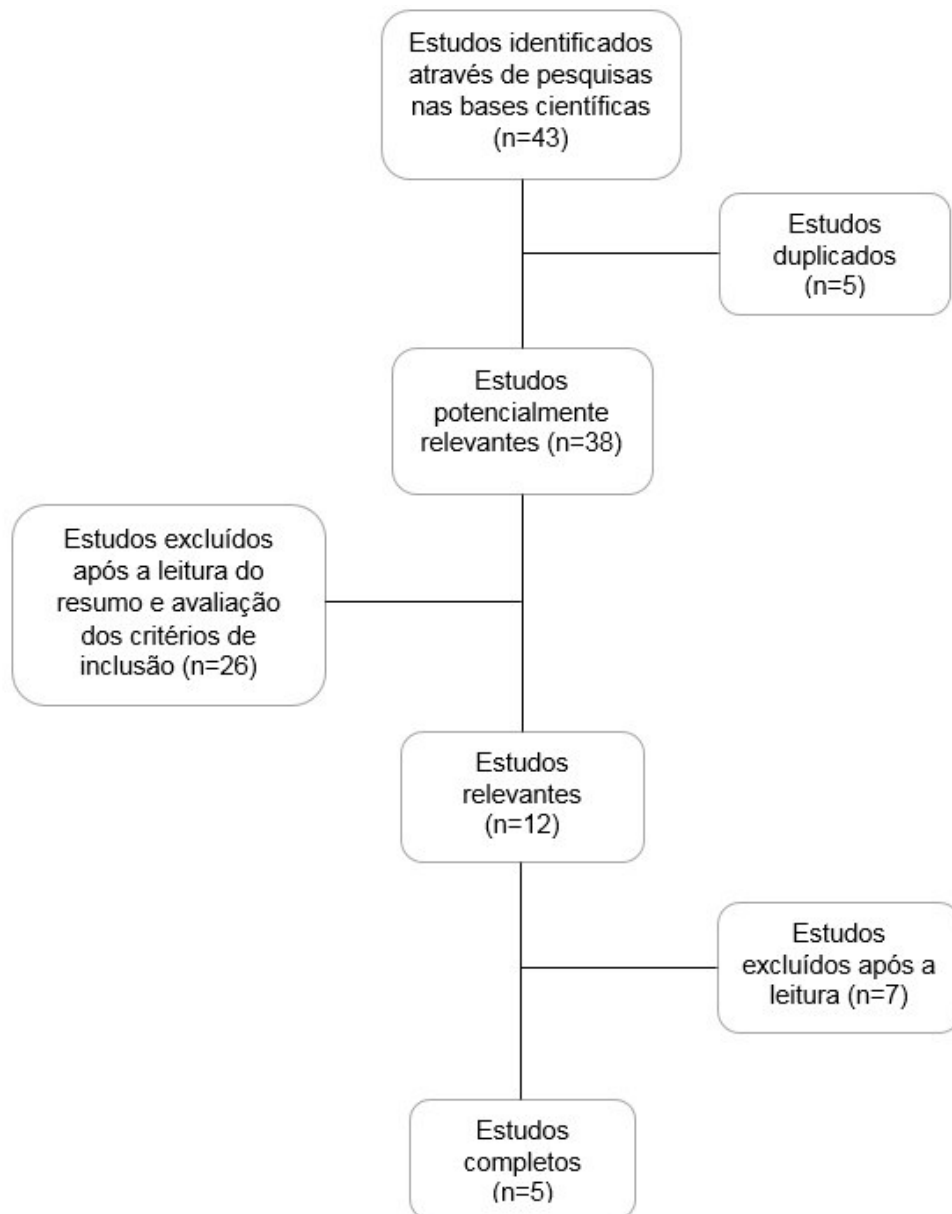 Estudos identificados
através de pesquisas
nas bases científicas
(n=43)
Estudos
duplicados
(n=5)
Estudos
potencialmente
relevantes (n=38)
Estudos excluídos
após a leitura do
resumo e avaliação
dos critérios de
inclusão (n=26)
Estudos
relevantes
(n=12)
Estudos
excluídos após a
leitura (n=7)
Estudos
completos
(n=5)